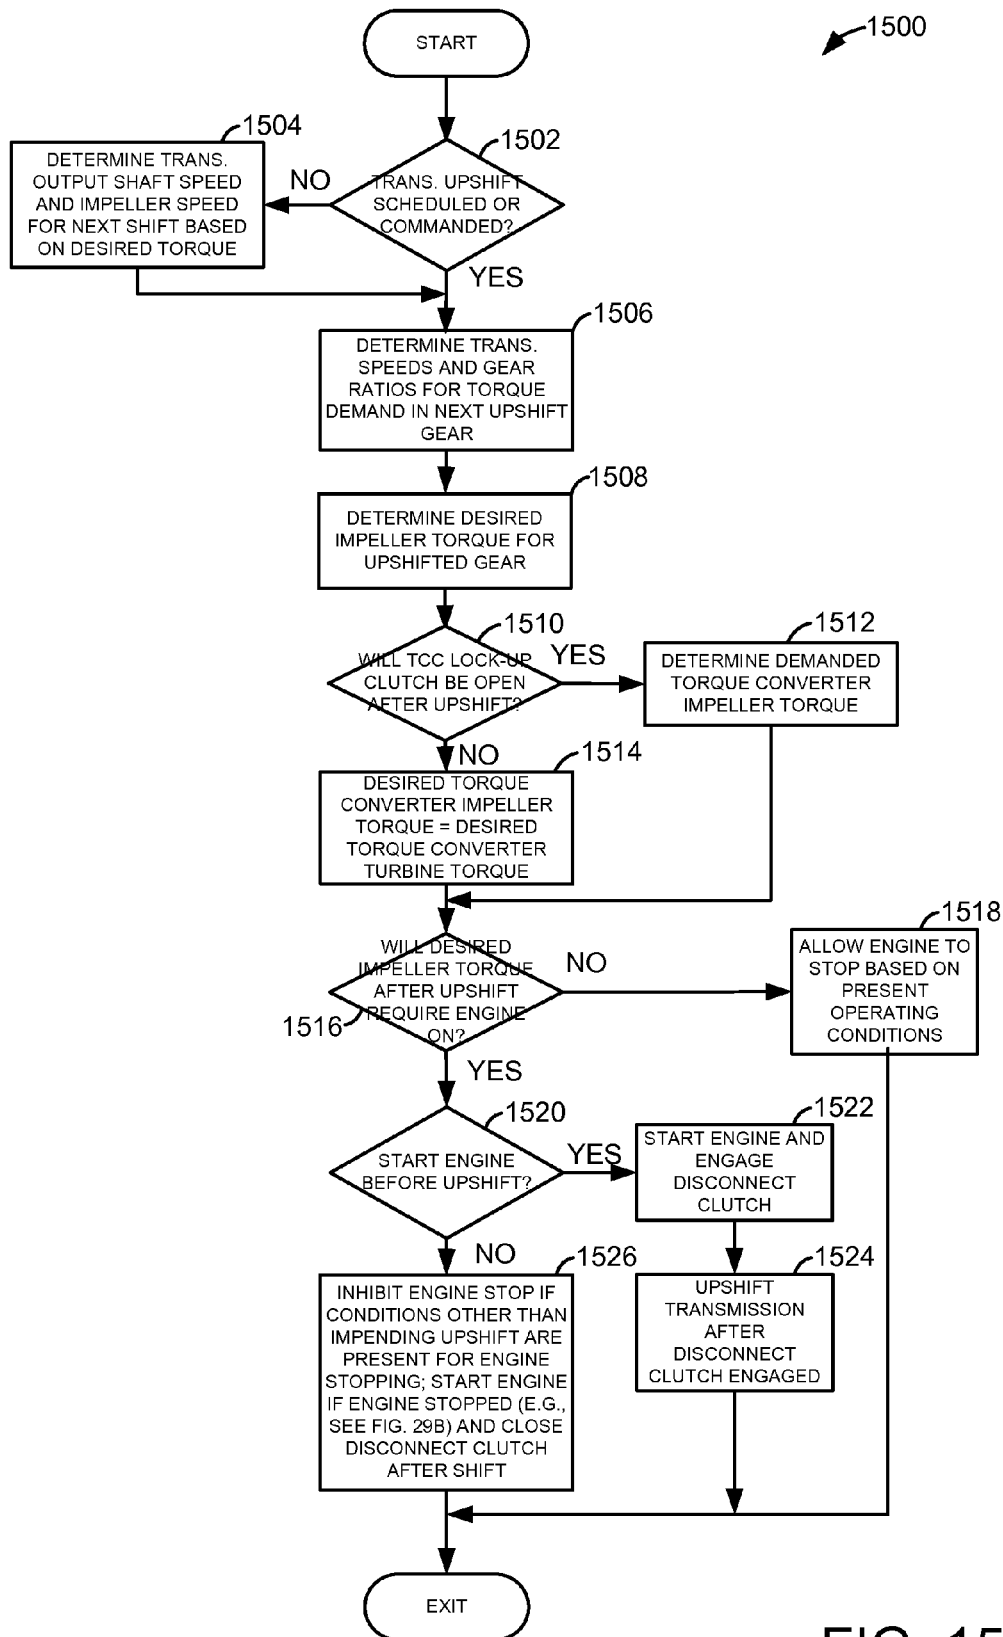 START
1500
1504
1502
DETERMINE TRANS.
OUTPUT SHAFT SPEED
AND IMPELLER SPEED
FOR NEXT SHIFT BASED
ON DESIRED TORQUE
NO
TRANS. UPSHIFT
SCHEDULED OR
COMMANDED?
YES
1506
DETERMINE TRANS.
SPEEDS AND GEAR
RATIOS FOR TORQUE
DEMAND IN NEXT UPSHIFT
GEAR
1508
DETERMINE DESIRED
IMPELLER TORQUE FOR
UPSHIFTED GEAR
1510
WILL TCC LOCK-UP
CLUTCH BE OPEN
AFTER UPSHIFT?
YES
1512
DETERMINE DEMANDED
TORQUE CONVERTER
IMPELLER TORQUE
NO
1514
DESIRED TORQUE
CONVERTER IMPELLER
TORQUE = DESIRED
TORQUE CONVERTER
TURBINE TORQUE
1516
WILL DESIRED
IMPELLER TORQUE
AFTER UPSHIFT
REQUIRE ENGINE
ON?
NO
1518
ALLOW ENGINE TO
STOP BASED ON
PRESENT
OPERATING
CONDITIONS
YES
1520
START ENGINE
BEFORE UPSHIFT?
YES
1522
START ENGINE AND
ENGAGE
DISCONNECT
CLUTCH
1524
UPSHIFT
TRANSMISSION
AFTER
DISCONNECT
CLUTCH ENGAGED
NO
1526
INHIBIT ENGINE STOP IF
CONDITIONS OTHER THAN
IMPENDING UPSHIFT ARE
PRESENT FOR ENGINE
STOPPING; START ENGINE
IF ENGINE STOPPED (E.G.,
SEE FIG. 29B) AND CLOSE
DISCONNECT CLUTCH
AFTER SHIFT
EXIT
FIG. 15